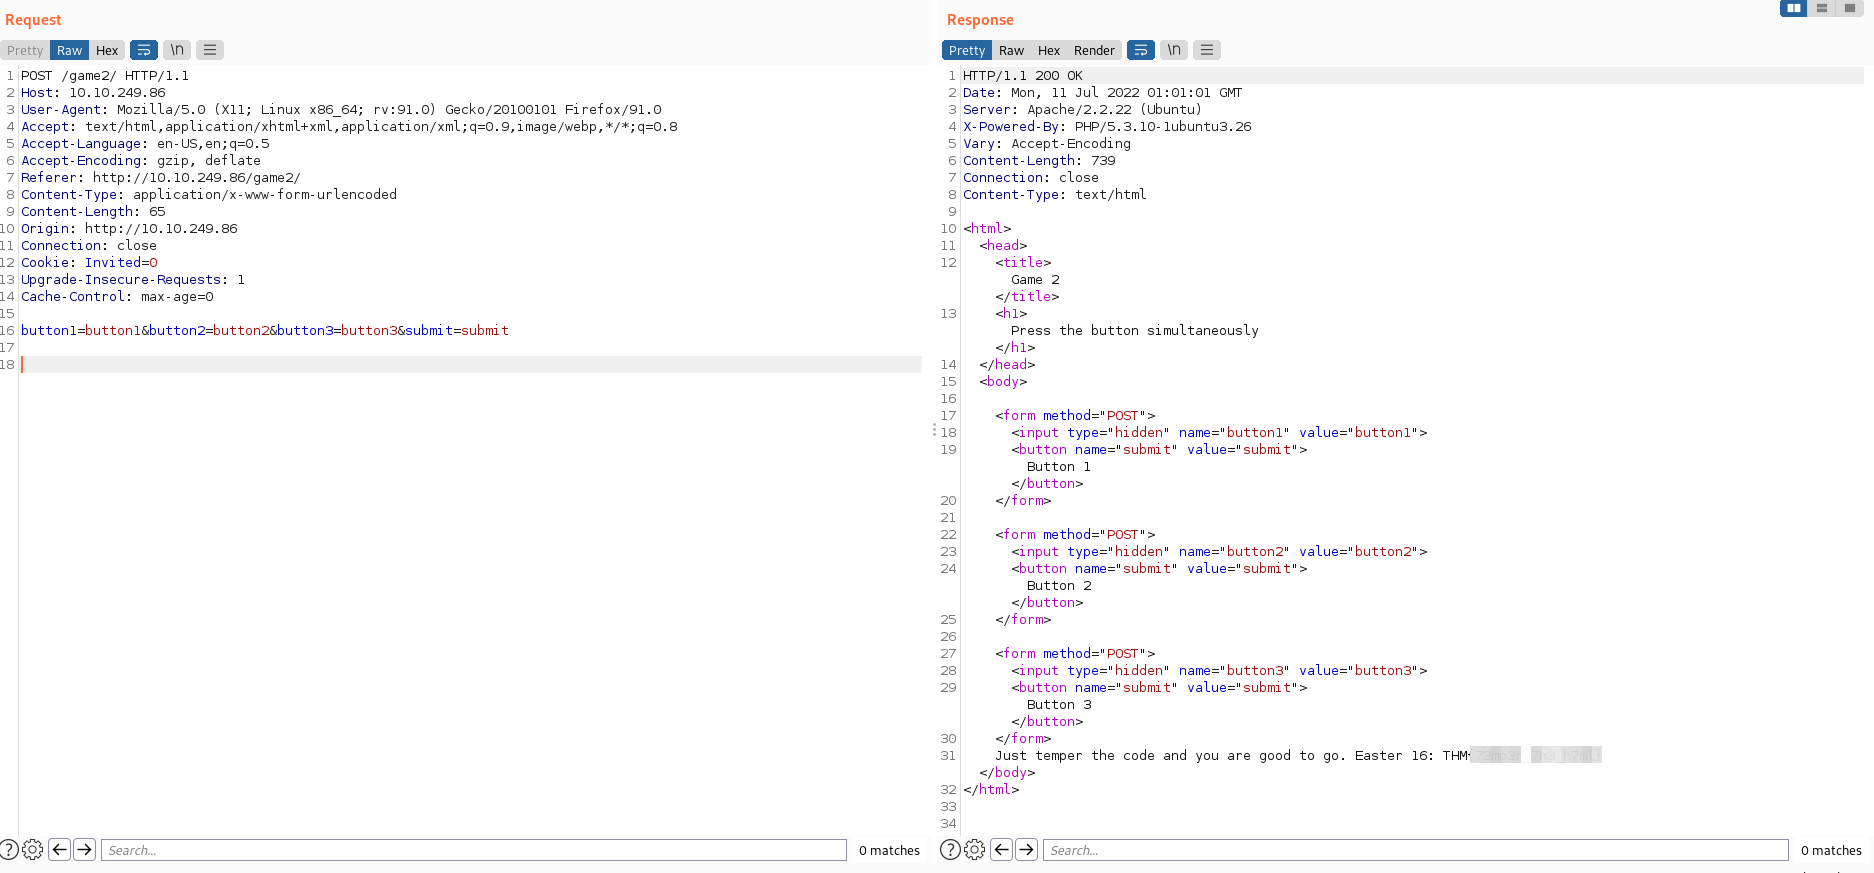 Request
Pretty Raw Hex \n
1 POST /game2/ HTTP/1.1
2 Host: 10.10.249.86
3 User-Agent: Mozilla/5.0 (X11; Linux x86_64; rv:91.0) Gecko/20100101 Firefox/91.0
4 Accept: text/html,application/xhtml+xml,application/xml;q=0.9,image/webp,*/*;q=0.8
5 Accept-Language: en-US,en;q=0.5
6 Accept-Encoding: gzip, deflate
7 Referer: http://10.10.249.86/game2/
8 Content-Type: application/x-www-form-urlencoded
9 Content-Length: 65
10 Origin: http://10.10.249.86
11 Connection: close
12 Cookie: Invited=0
13 Upgrade-Insecure-Requests: 1
14 Cache-Control: max-age=0
15
16 button1=button1&button2=button2&button3=button3&submit=submit
17
18
Search...
0 matches
Response
Pretty Raw Hex Render \n
1 HTTP/1.1 200 OK
2 Date: Mon, 11 Jul 2022 01:01:01 GMT
3 Server: Apache/2.2.22 (Ubuntu)
4 X-Powered-By: PHP/5.3.10-1ubuntu3.26
5 Vary: Accept-Encoding
6 Content-Length: 739
7 Connection: close
8 Content-Type: text/html
9
10 <html>
11 <head>
12 <title>
Game 2
</title>
13 <h1>
Press the button simultaneously
</h1>
14 </head>
15 <body>
16
17 <form method="POST">
18 <input type="hidden" name="button1" value="button1">
19 <button name="submit" value="submit">
Button 1
</button>
20 </form>
21
22 <form method="POST">
23 <input type="hidden" name="button2" value="button2">
24 <button name="submit" value="submit">
Button 2
</button>
25 </form>
26
27 <form method="POST">
28 <input type="hidden" name="button3" value="button3">
29 <button name="submit" value="submit">
Button 3
</button>
30 </form>
31 Just temper the code and you are good to go. Easter 16: THM
</body>
32 </html>
33
34
Search...
0 matches